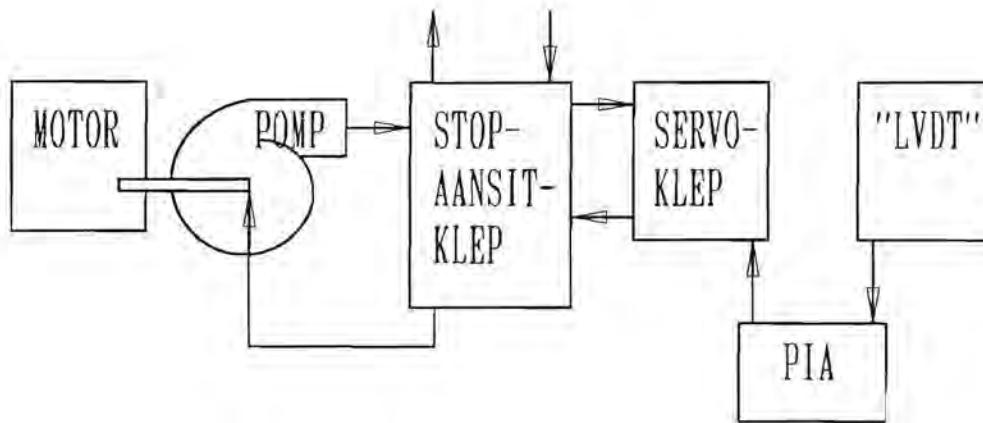 MOTOR
POMP
STOP-
AANSIT-
KLEP
SERVO-
KLEP
"LVDT"
PIA